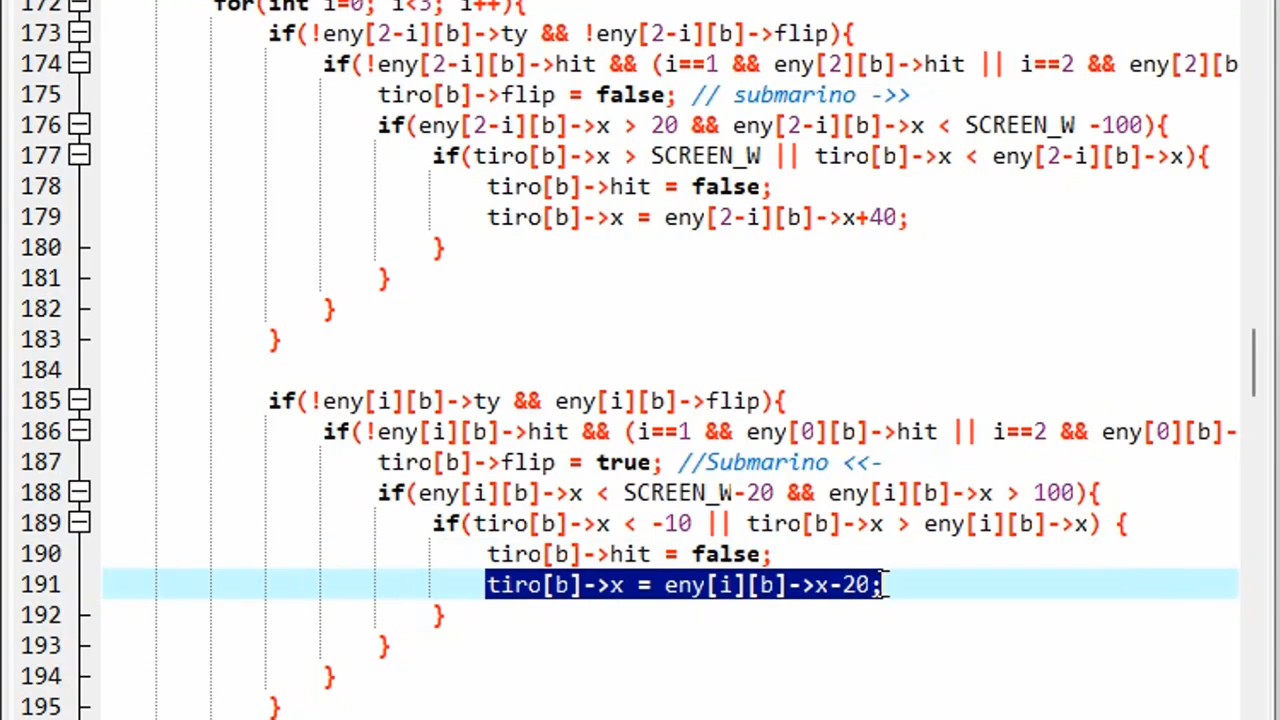 172 for(int i=0; i<3; i++){
173 if(!eny[2-i][b]->ty && !eny[2-i][b]->flip){
174 if(!eny[2-i][b]->hit && (i==1 && eny[2][b]->hit || i==2 && eny[2][b
175 tiro[b]->flip = false; // submarino ->>
176 if(eny[2-i][b]->x > 20 && eny[2-i][b]->x < SCREEN_W -100){
177 if(tiro[b]->x > SCREEN_W || tiro[b]->x < eny[2-i][b]->x){
178 tiro[b]->hit = false;
179 tiro[b]->x = eny[2-i][b]->x+40;
180 }
181 }
182 }
183 }
184
185 if(!eny[i][b]->ty && eny[i][b]->flip){
186 if(!eny[i][b]->hit && (i==1 && eny[0][b]->hit || i==2 && eny[0][b]-
187 tiro[b]->flip = true; //Submarino <<-
188 if(eny[i][b]->x < SCREEN_W-20 && eny[i][b]->x > 100){
189 if(tiro[b]->x < -10 || tiro[b]->x > eny[i][b]->x) {
190 tiro[b]->hit = false;
191 tiro[b]->x = eny[i][b]->x-20;
192 }
193 }
194 }
195 }